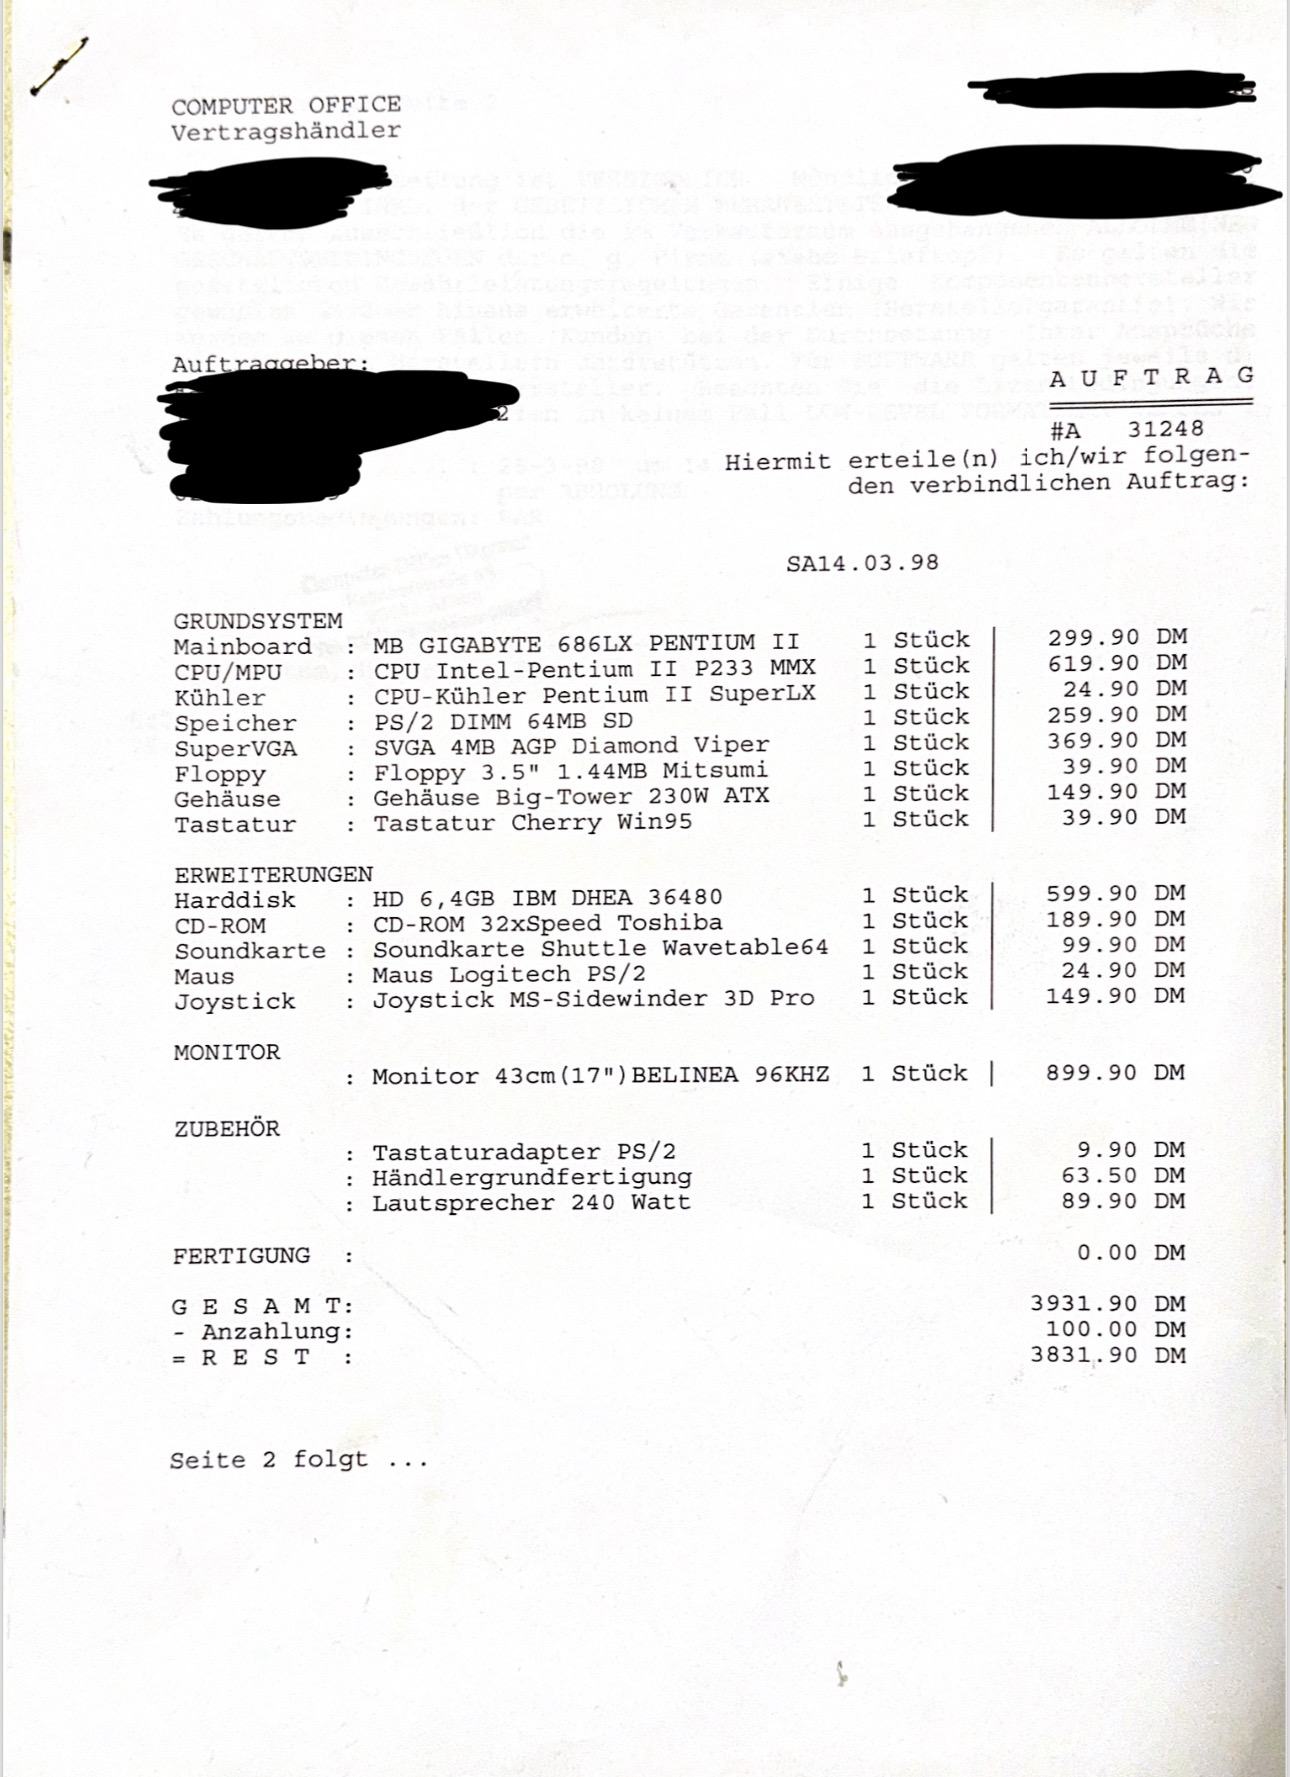 COMPUTER OFFICE
Vertragshändler
Auftraggeber:
A U F T R A G
#A 31248
Hiermit erteile(n) ich/wir folgen-
den verbindlichen Auftrag:
SA14.03.98
GRUNDSYSTEM
Mainboard : MB GIGABYTE 686LX PENTIUM II 1 Stück | 299.90 DM
CPU/MPU : CPU Intel-Pentium II P233 MMX 1 Stück | 619.90 DM
Kühler : CPU-Kühler Pentium II SuperLX 1 Stück | 24.90 DM
Speicher : PS/2 DIMM 64MB SD 1 Stück | 259.90 DM
SuperVGA : SVGA 4MB AGP Diamond Viper 1 Stück | 369.90 DM
Floppy : Floppy 3.5" 1.44MB Mitsumi 1 Stück | 39.90 DM
Gehäuse : Gehäuse Big-Tower 230W ATX 1 Stück | 149.90 DM
Tastatur : Tastatur Cherry Win95 1 Stück | 39.90 DM
ERWEITERUNGEN
Harddisk : HD 6,4GB IBM DHEA 36480 1 Stück | 599.90 DM
CD-ROM : CD-ROM 32xSpeed Toshiba 1 Stück | 189.90 DM
Soundkarte : Soundkarte Shuttle Wavetable64 1 Stück | 99.90 DM
Maus : Maus Logitech PS/2 1 Stück | 24.90 DM
Joystick : Joystick MS-Sidewinder 3D Pro 1 Stück | 149.90 DM
MONITOR
: Monitor 43cm(17")BELINEA 96KHZ 1 Stück | 899.90 DM
ZUBEHÖR
: Tastaturadapter PS/2 1 Stück | 9.90 DM
: Händlergrundfertigung 1 Stück | 63.50 DM
: Lautsprecher 240 Watt 1 Stück | 89.90 DM
FERTIGUNG : 0.00 DM
G E S A M T: 3931.90 DM
- Anzahlung: 100.00 DM
= R E S T : 3831.90 DM
Seite 2 folgt ...